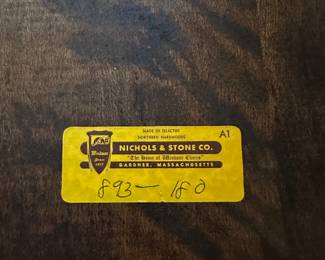 MADE OF SELECTED
NORTHERN HARDWOODS
A1
NICHOLS & STONE CO.
"The Home of Windsor Chairs"
GARDNER, MASSACHUSETTS
893 — 180